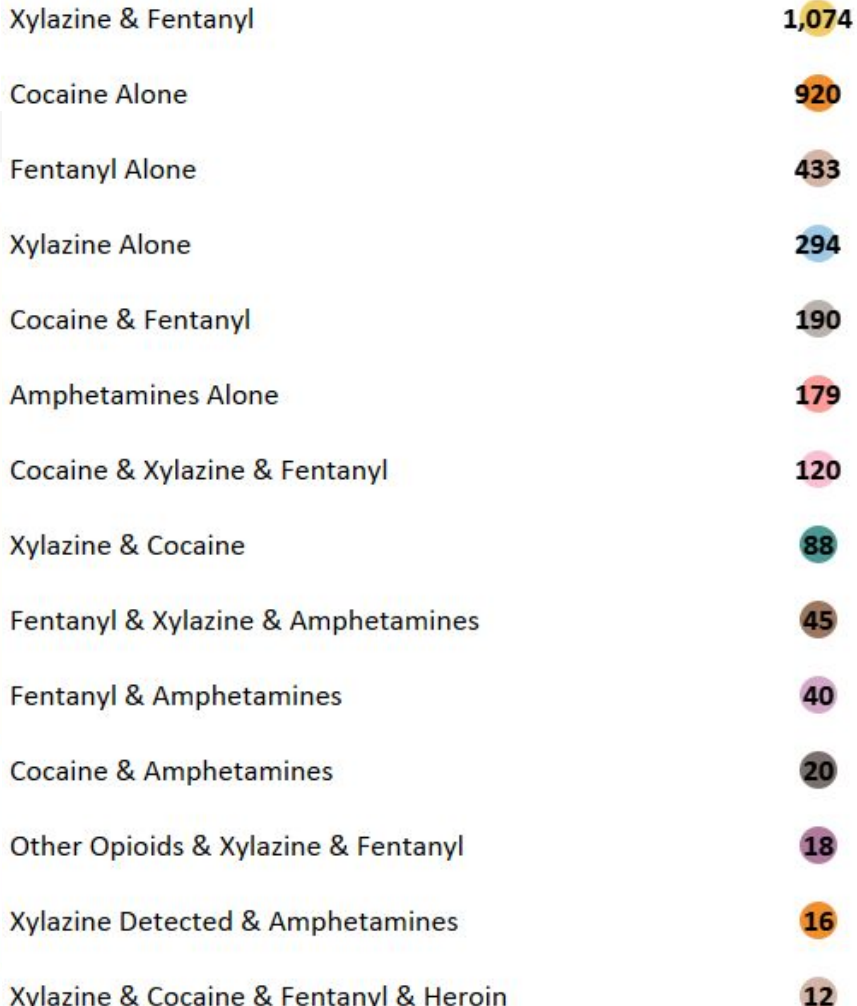 Xylazine & Fentanyl 1,074
Cocaine Alone 920
Fentanyl Alone 433
Xylazine Alone 294
Cocaine & Fentanyl 190
Amphetamines Alone 179
Cocaine & Xylazine & Fentanyl 120
Xylazine & Cocaine 88
Fentanyl & Xylazine & Amphetamines 45
Fentanyl & Amphetamines 40
Cocaine & Amphetamines 20
Other Opioids & Xylazine & Fentanyl 18
Xylazine Detected & Amphetamines 16
Xylazine & Cocaine & Fentanyl & Heroin 12